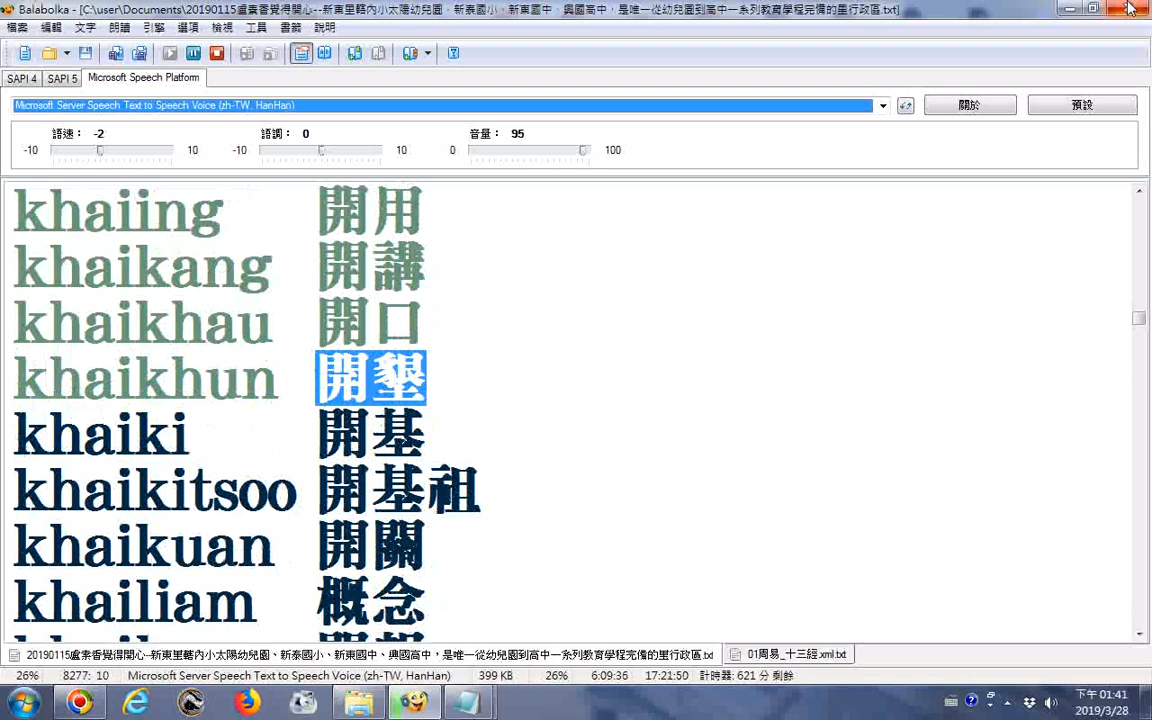 Balabolka - [C:\user\Documents\20190115盧素香覺得開心--新東里轄內小太陽幼兒園、新泰國小、新東國中、興國高中，是唯一從幼兒園到高中一系列教育學程完備的里行政區.txt]
檔案 編輯 文字 朗讀 引擎 選項 檢視 工具 書籤 說明
SAPI 4 SAPI 5 Microsoft Speech Platform
Microsoft Server Speech Text to Speech Voice (zh-TW, HanHan) 關於 預設
語速： -2 語調： 0 音量： 95
-10 10 -10 10 0 100
khaiing 開用
khaikang 開講
khaikhau 開口
khaikhun 開墾
khaiki 開基
khaikitsoo 開基祖
khaikuan 開關
khailiam 概念
20190115盧素香覺得開心--新東里轄內小太陽幼兒園、新泰國小、新東國中、興國高中，是唯一從幼兒園到高中一系列教育學程完備的里行政區.txt 01周易_十三經.txt
26% 8277: 10 Microsoft Server Speech Text to Speech Voice (zh-TW, HanHan) 399 KB 26% 6:09:36 17:21:50 計時器: 621 分 剩餘
下午 01:41
2019/3/28